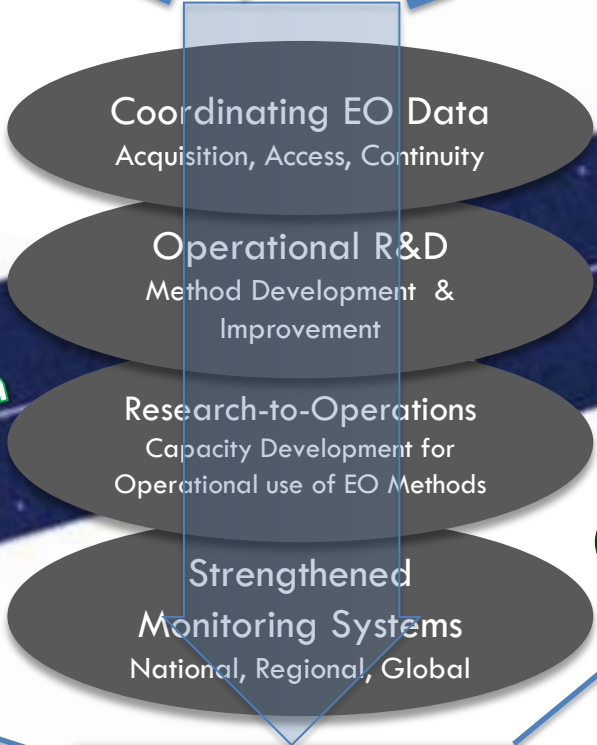 Coordinating EO Data
Acquisition, Access, Continuity
Operational R&D
Method Development &
Improvement
Research-to-Operations
Capacity Development for
Operational use of EO Methods
Strengthened
Monitoring Systems
National, Regional, Global